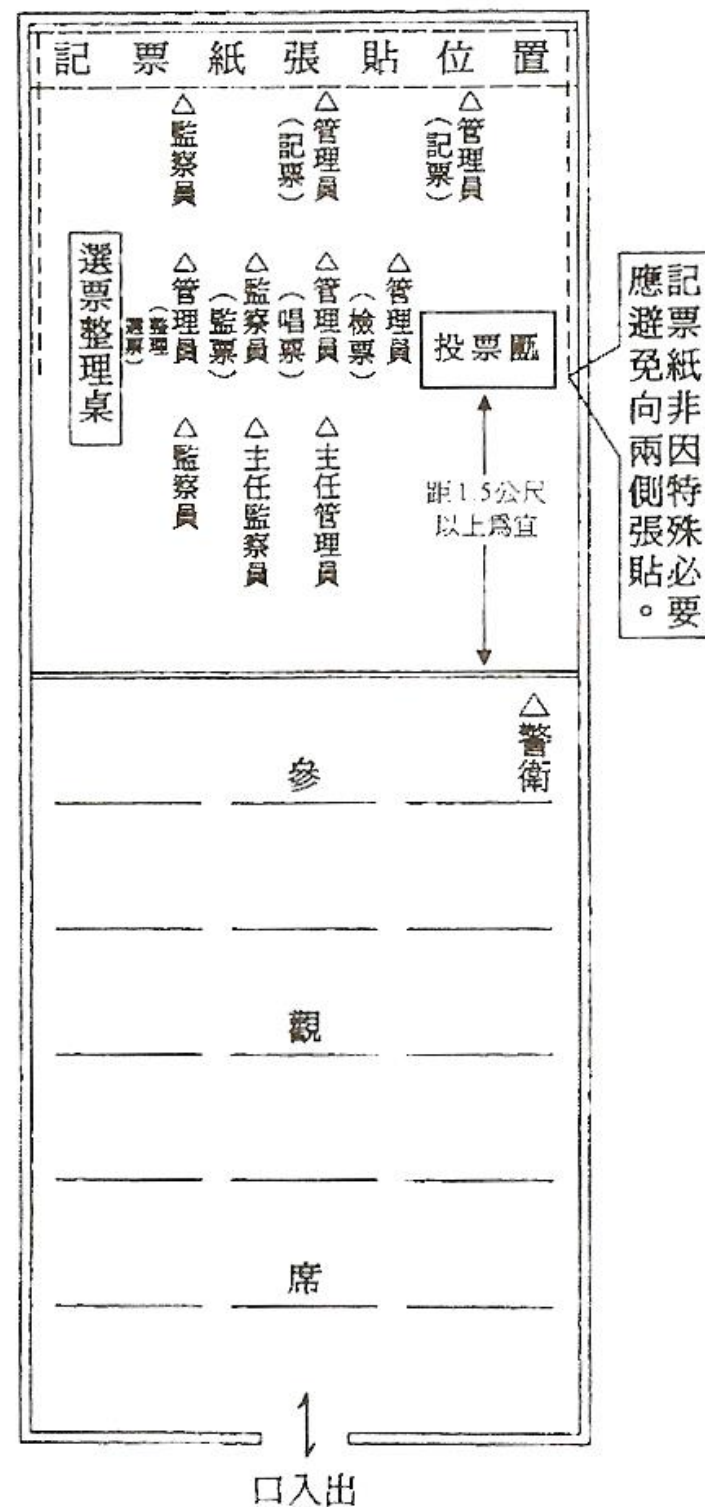 記票紙張貼位置
△監察員
△管理員
（記票）
△管理員
（記票）
選票整理桌
△管理員
（整理
選票）
△監察員
（監票）
△管理員
（唱票）
△管理員
（檢票）
投票匭
△監察員
△主任監察員
△主任管理員
距1.5公尺
以上爲宜
記票紙非因特殊必要
應避免向兩側張貼。
△警衛
參
觀
席
口入出